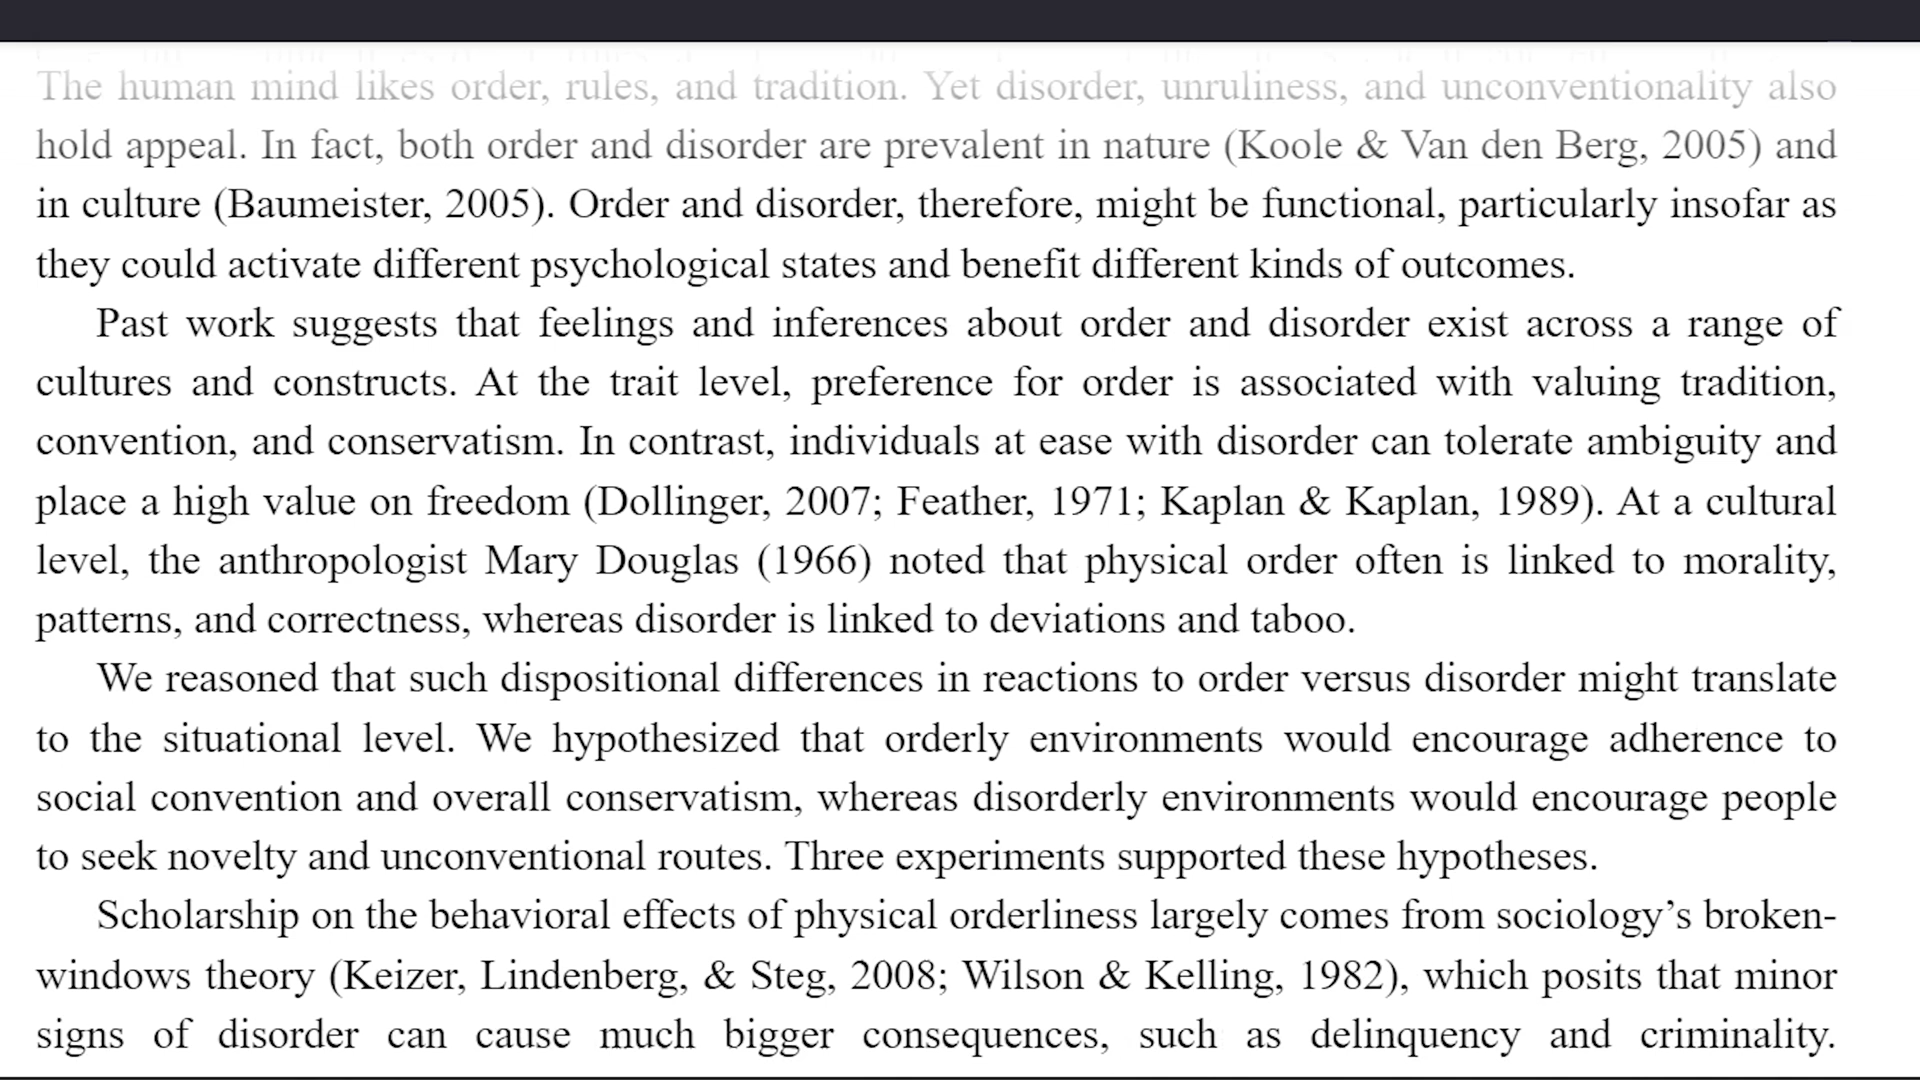 The human mind likes order, rules, and tradition. Yet disorder, unruliness, and unconventionality also
hold appeal. In fact, both order and disorder are prevalent in nature (Koole & Van den Berg, 2005) and
in culture (Baumeister, 2005). Order and disorder, therefore, might be functional, particularly insofar as
they could activate different psychological states and benefit different kinds of outcomes.
Past work suggests that feelings and inferences about order and disorder exist across a range of
cultures and constructs. At the trait level, preference for order is associated with valuing tradition,
convention, and conservatism. In contrast, individuals at ease with disorder can tolerate ambiguity and
place a high value on freedom (Dollinger, 2007; Feather, 1971; Kaplan & Kaplan, 1989). At a cultural
level, the anthropologist Mary Douglas (1966) noted that physical order often is linked to morality,
patterns, and correctness, whereas disorder is linked to deviations and taboo.
We reasoned that such dispositional differences in reactions to order versus disorder might translate
to the situational level. We hypothesized that orderly environments would encourage adherence to
social convention and overall conservatism, whereas disorderly environments would encourage people
to seek novelty and unconventional routes. Three experiments supported these hypotheses.
Scholarship on the behavioral effects of physical orderliness largely comes from sociology’s broken-
windows theory (Keizer, Lindenberg, & Steg, 2008; Wilson & Kelling, 1982), which posits that minor
signs of disorder can cause much bigger consequences, such as delinquency and criminality.